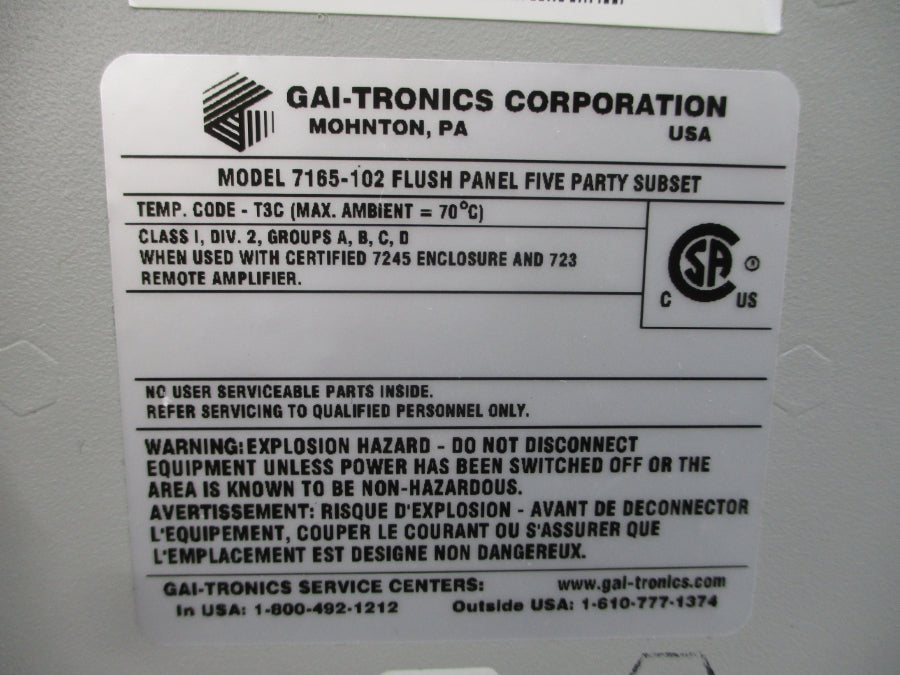 GAI-TRONICS CORPORATION
MOHNTON, PA USA
MODEL 7165-102 FLUSH PANEL FIVE PARTY SUBSET
TEMP. CODE - T3C (MAX. AMBIENT = 70°C)
CLASS I, DIV. 2, GROUPS A, B, C, D
WHEN USED WITH CERTIFIED 7245 ENCLOSURE AND 723
REMOTE AMPLIFIER.
SA ®
C US
NO USER SERVICEABLE PARTS INSIDE.
REFER SERVICING TO QUALIFIED PERSONNEL ONLY.
WARNING: EXPLOSION HAZARD - DO NOT DISCONNECT
EQUIPMENT UNLESS POWER HAS BEEN SWITCHED OFF OR THE
AREA IS KNOWN TO BE NON-HAZARDOUS.
AVERTISSEMENT: RISQUE D'EXPLOSION - AVANT DE DECONNECTOR
L'EQUIPEMENT, COUPER LE COURANT OU S'ASSURER QUE
L'EMPLACEMENT EST DESIGNE NON DANGEREUX.
GAI-TRONICS SERVICE CENTERS: www.gai-tronics.com
In USA: 1-800-492-1212 Outside USA: 1-610-777-1374